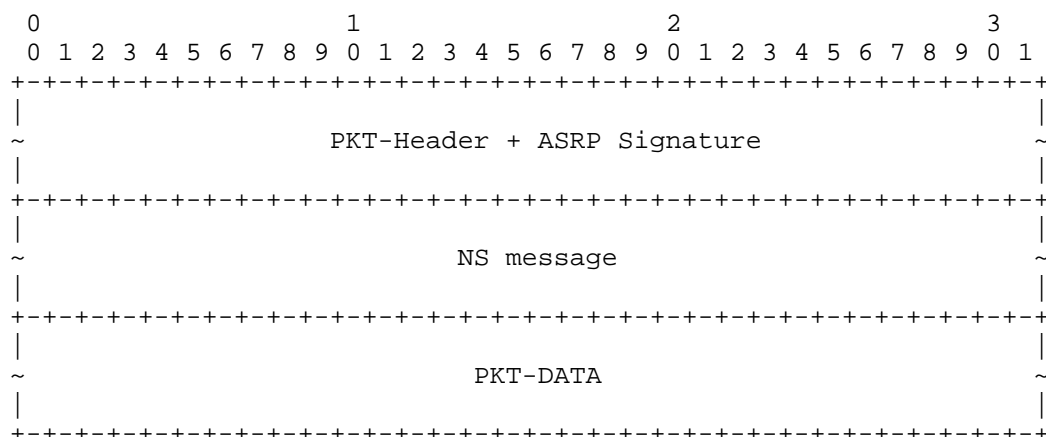 0                   1                   2                   3
0 1 2 3 4 5 6 7 8 9 0 1 2 3 4 5 6 7 8 9 0 1 2 3 4 5 6 7 8 9 0 1
+-+-+-+-+-+-+-+-+-+-+-+-+-+-+-+-+-+-+-+-+-+-+-+-+-+-+-+-+-+-+-+-+
|                                                               |
~                   PKT-Header + ASRP Signature                 ~
|                                                               |
+-+-+-+-+-+-+-+-+-+-+-+-+-+-+-+-+-+-+-+-+-+-+-+-+-+-+-+-+-+-+-+-+
|                                                               |
~                           NS message                          ~
|                                                               |
+-+-+-+-+-+-+-+-+-+-+-+-+-+-+-+-+-+-+-+-+-+-+-+-+-+-+-+-+-+-+-+-+
|                                                               |
~                            PKT-DATA                           ~
|                                                               |
+-+-+-+-+-+-+-+-+-+-+-+-+-+-+-+-+-+-+-+-+-+-+-+-+-+-+-+-+-+-+-+-+